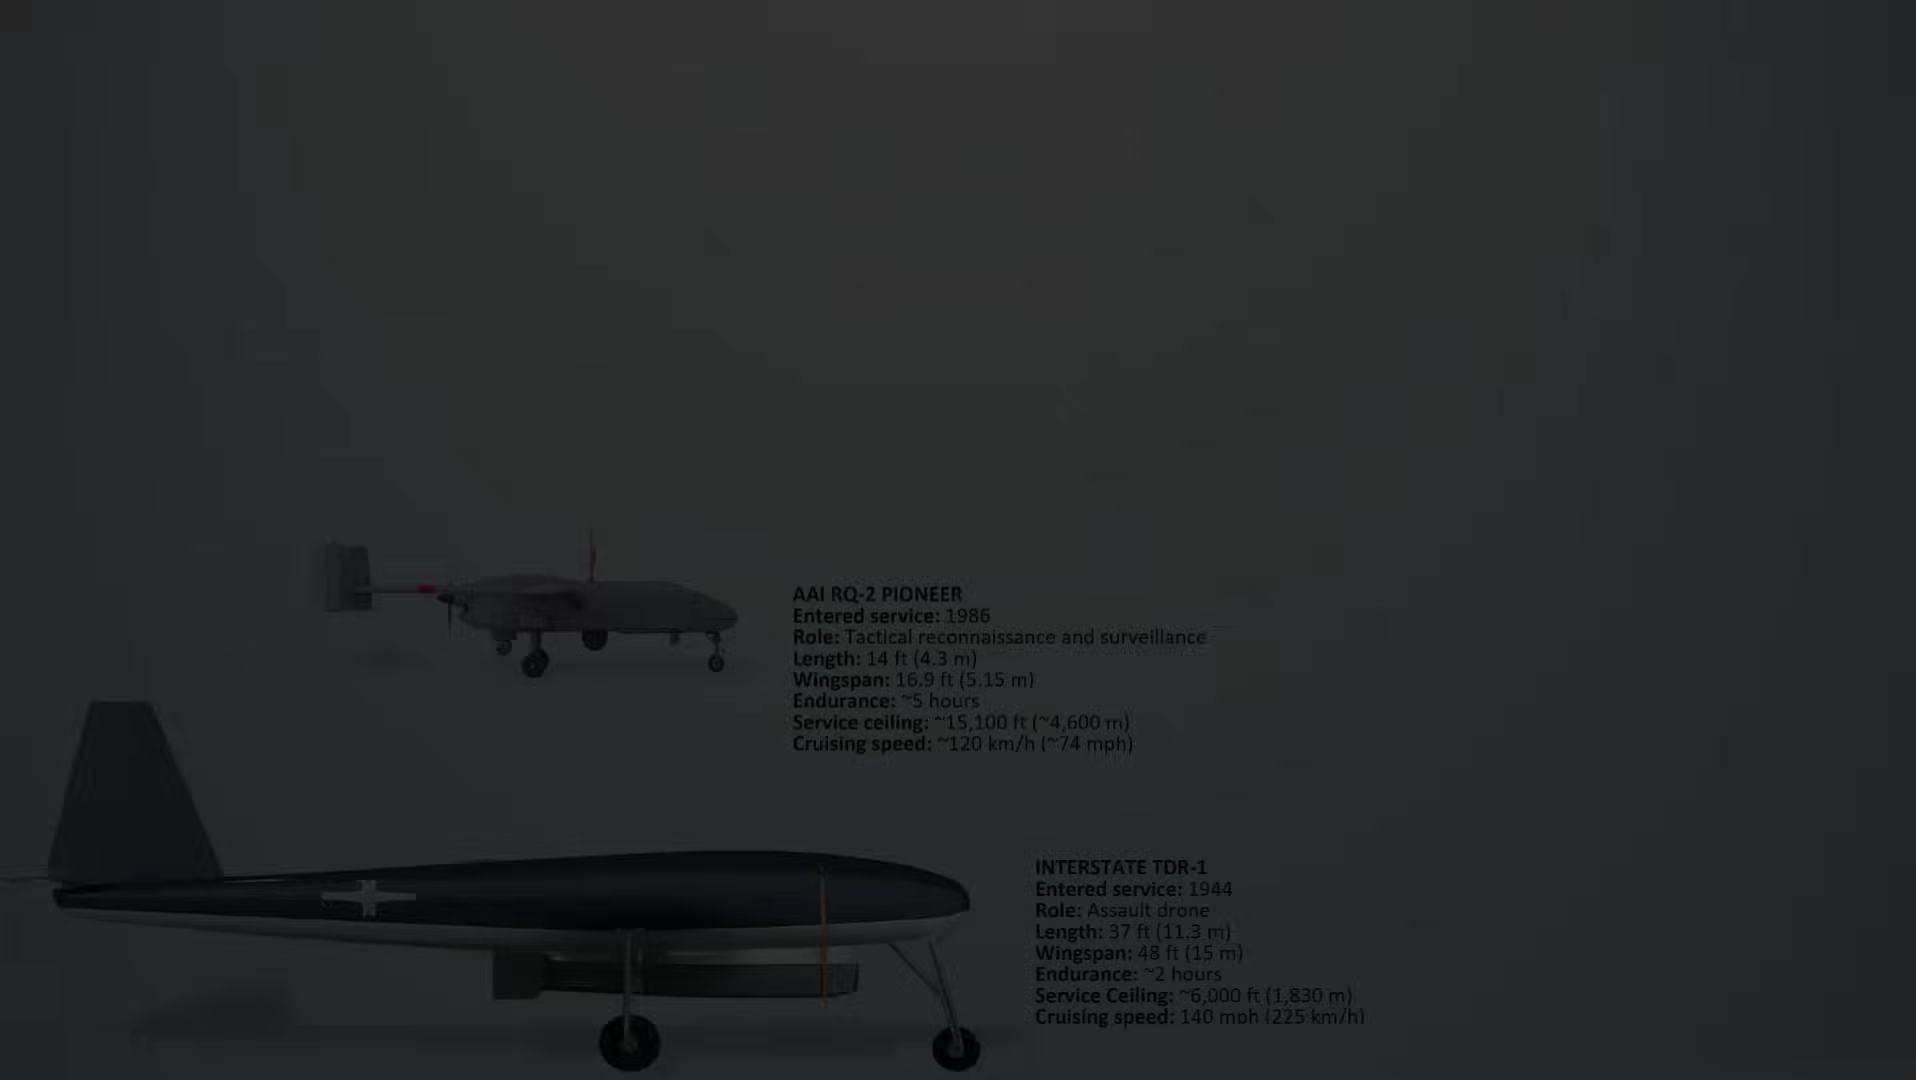 AAI RQ-2 PIONEER
Entered service: 1986
Role: Tactical reconnaissance and surveillance
Length: 14 ft (4.3 m)
Wingspan: 16.9 ft (5.15 m)
Endurance: ~5 hours
Service ceiling: ~15,100 ft (~4,600 m)
Cruising speed: ~120 km/h (~74 mph)
INTERSTATE TDR-1
Entered service: 1944
Role: Assault drone
Length: 37 ft (11.3 m)
Wingspan: 48 ft (15 m)
Endurance: ~2 hours
Service Ceiling: ~6,000 ft (1,830 m)
Cruising speed: 140 mph (225 km/h)